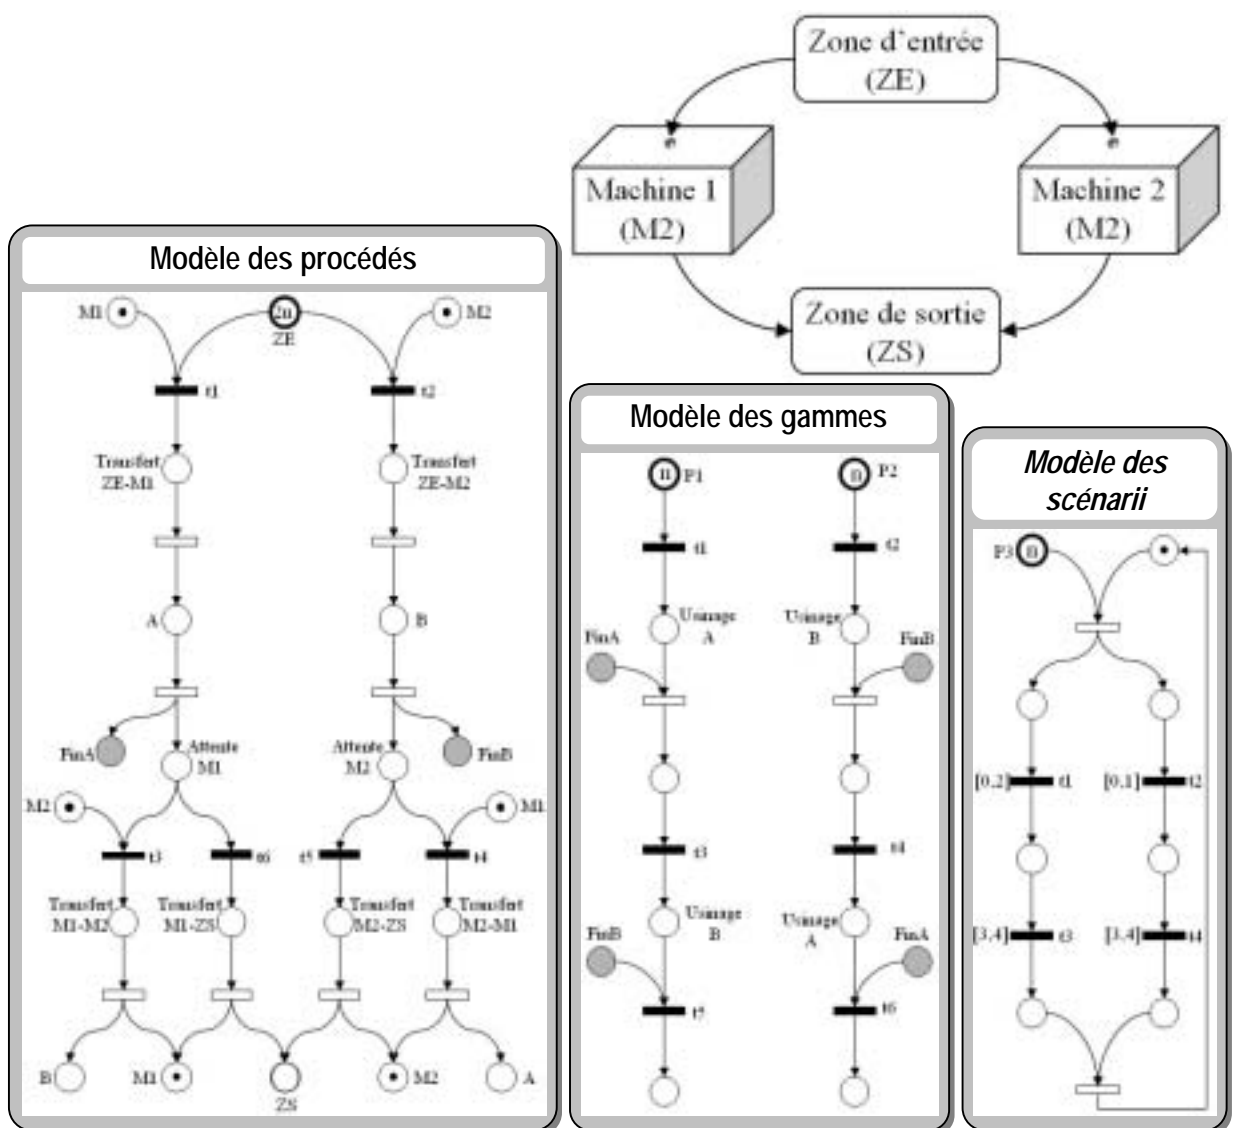 Zone d'entrée
(ZE)
Machine 1
(M2)
Machine 2
(M2)
Zone de sortie
(ZS)
Modèle des procédés
M1
2n
ZE
M2
t1
t2
Transfert
ZE-M1
Transfert
ZE-M2
A
B
FinA
Attente
M1
Attente
M2
FinB
M2
M1
t3
t6
t5
t4
Transfert
M1-M2
Transfert
M1-ZS
Transfert
M2-ZS
Transfert
M2-M1
B
M1
ZS
M2
A
Modèle des gammes
n
P1
n
P2
t1
t2
Usinage
A
Usinage
B
FinA
FinB
t3
t4
Usinage
B
Usinage
A
FinB
FinA
t5
t6
Modèle des
scénarii
P3
n
[0,2]
t1
[0,1]
t2
[3,4]
t3
[3,4]
t4